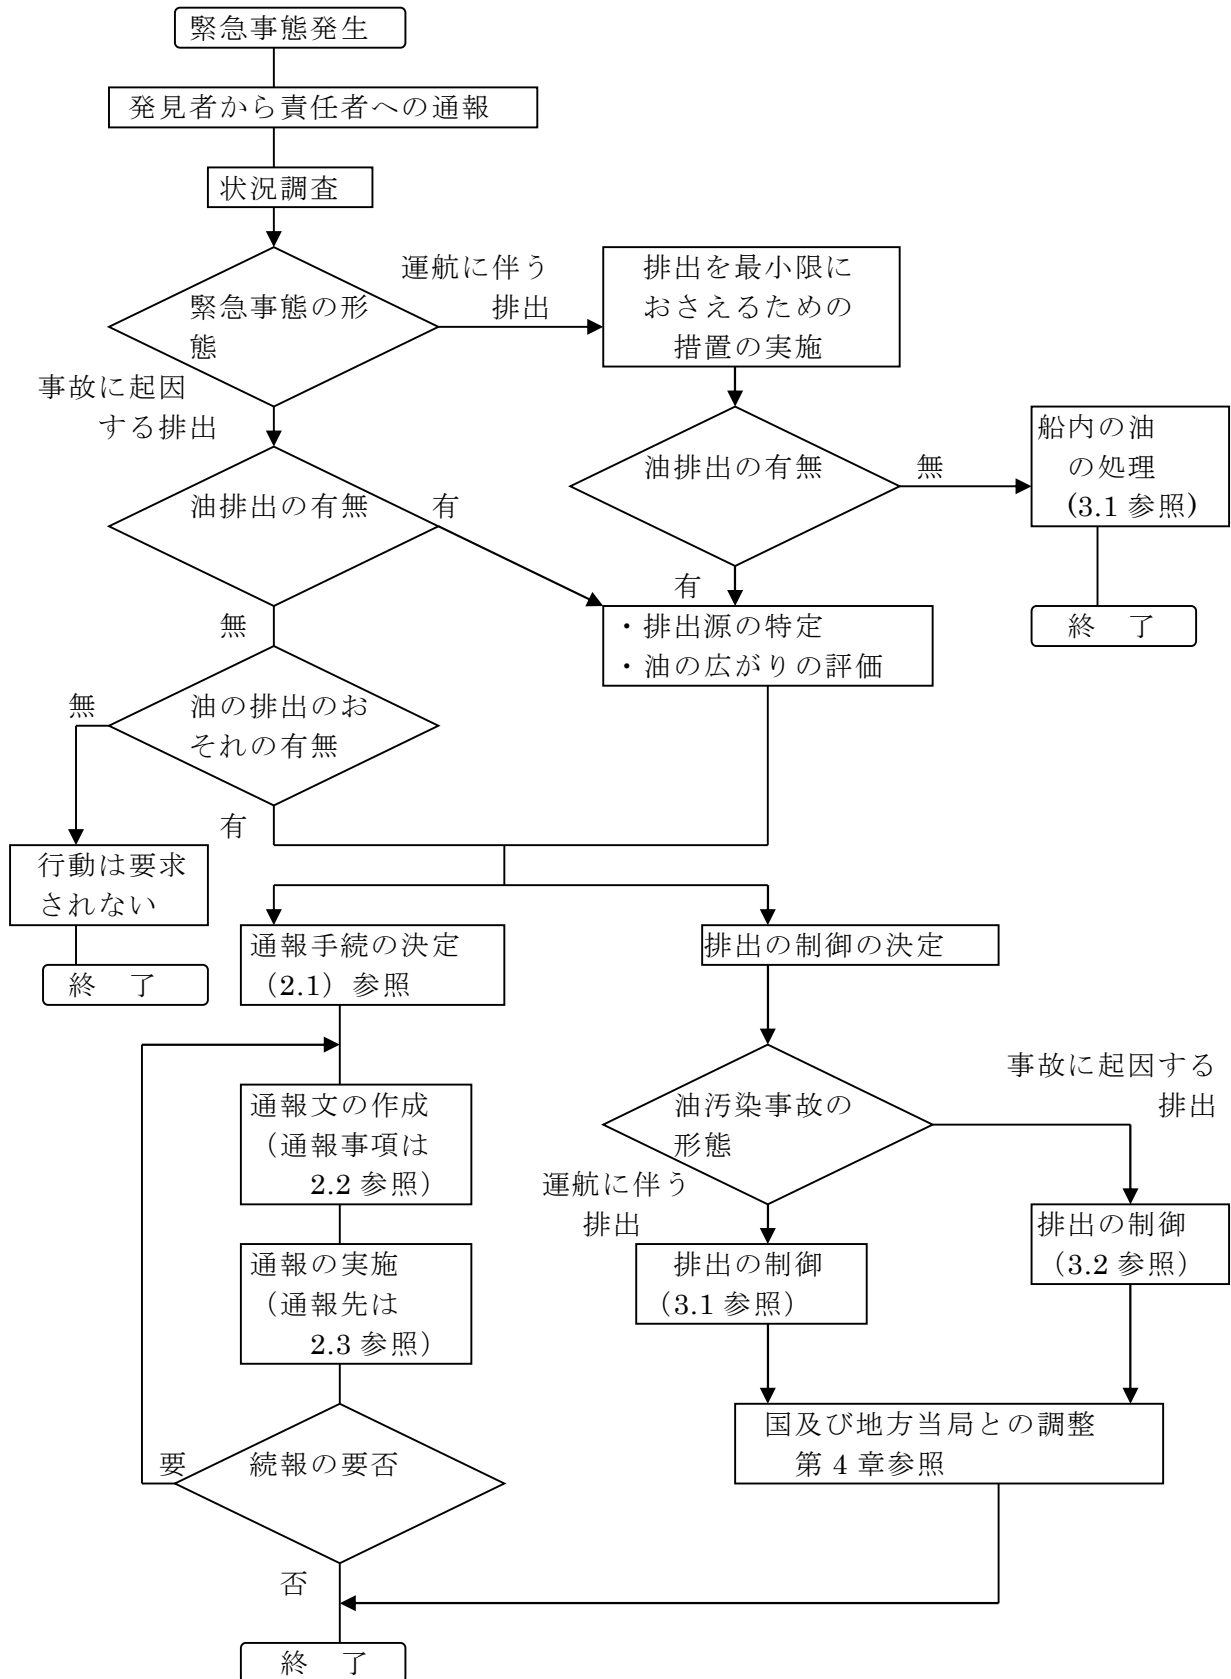 緊急事態発生
発見者から責任者への通報
状況調査
緊急事態の形
態
運航に伴う
排出
排出を最小限に
おさえるための
措置の実施
事故に起因
する排出
油排出の有無
有
油排出の有無
無
船内の油
の処理
(3.1 参照)
終 了
有
・排出源の特定
・油の広がりの評価
無
油の排出のお
それの有無
無
有
行動は要求
されない
終 了
通報手続の決定
（2.1）参照
排出の制御の決定
通報文の作成
（通報事項は
2.2 参照）
油汚染事故の
形態
事故に起因する
排出
運航に伴う
排出
通報の実施
（通報先は
2.3 参照）
排出の制御
（3.1 参照）
排出の制御
（3.2 参照）
国及び地方当局との調整
第 4 章参照
続報の要否
要
否
終 了